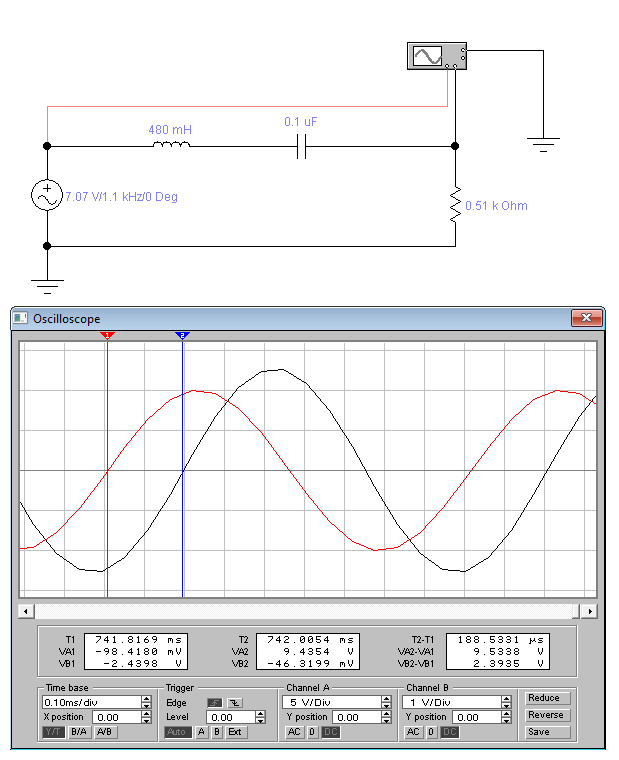 480 mH
0.1 uF
7.07 V/1.1 kHz/0 Deg
0.51 k Ohm
Oscilloscope
1 2
T1 741.8169 ms T2 742.0054 ms T2-T1 188.5331 µs
VA1 -98.4180 mV VA2 9.4354 V VA2-VA1 9.5338 V
VB1 -2.4398 V VB2 -46.3199 mV VB2-VB1 2.3935 V
Time base Trigger Channel A Channel B Reduce
0.10ms/div Edge 5 V/Div 1 V/Div Reverse
X position 0.00 Level 0.00 Y position 0.00 Y position 0.00
Y/T B/A A/B Auto A B Ext AC 0 DC AC 0 DC Save